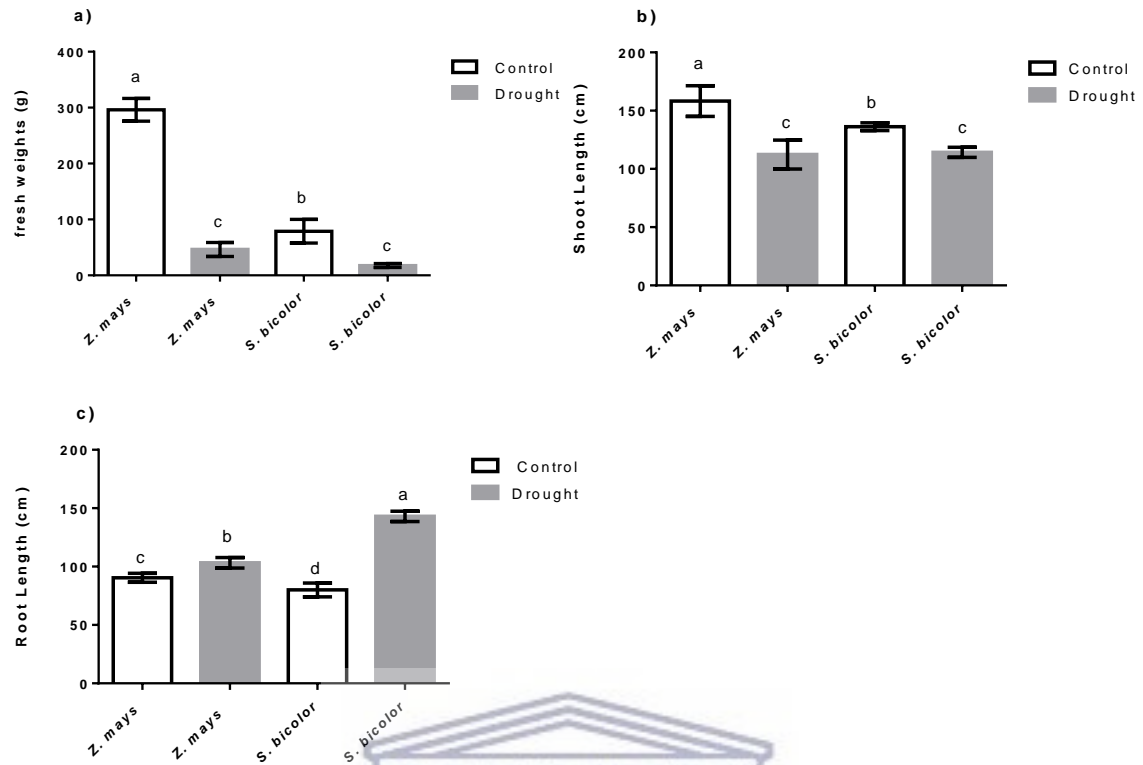 a)
fresh weights (g)
400
300
200
100
0
a
c
b
c
Z. mays
Z. mays
S. bicolor
S. bicolor
Control
Drought
b)
Shoot Length (cm)
200
150
100
50
0
a
c
b
c
Z. mays
Z. mays
S. bicolor
S. bicolor
Control
Drought
c)
Root Length (cm)
200
150
100
50
0
c
b
d
a
Z. mays
Z. mays
S. bicolor
S. bicolor
Control
Drought